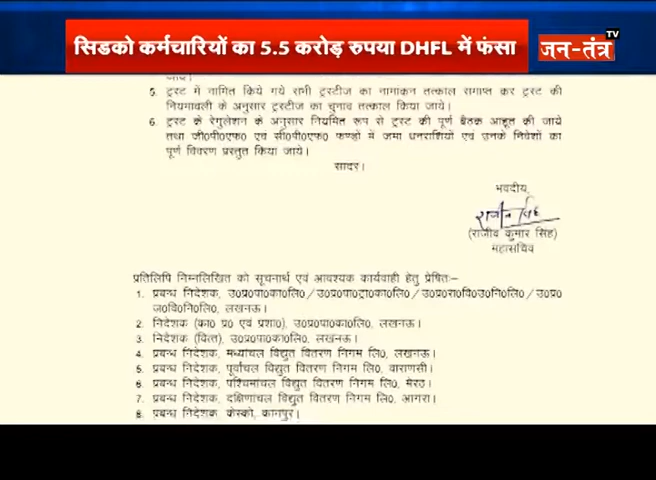 सिडको कर्मचारियों का 5.5 करोड़ रुपया DHFL में फंसा
जन-तंत्र TV
जाये।
5. ट्रस्ट में नामित किये गये सभी ट्रस्टीज का नामांकन तत्काल समाप्त कर ट्रस्ट की
नियमावली के अनुसार ट्रस्टीज का चुनाव तत्काल किया जाये।
6. ट्रस्ट के रेगुलेशन के अनुसार नियमित रूप से ट्रस्ट की पूर्ण बैठक आहूत की जाये
तथा जी0पी0एफ0 एवं सी0पी0एफ0 फण्डों में जमा धनराशियों एवं उनके निवेशों का
पूर्ण विवरण प्रस्तुत किया जाये।
सादर।
भवदीय,
राजीव सिंह
(राजीव कुमार सिंह)
महासचिव
प्रतिलिपि निम्नलिखित को सूचनार्थ एवं आवश्यक कार्यवाही हेतु प्रेषितः–
1. प्रबन्ध निदेशक, उ0प्र0पा0का0लि0/उ0प्र0पा0ट्रा0का0लि0/उ0प्र0रा0वि0उ0नि0लि0/उ0प्र0
ज0वि0नि0लि0, लखनऊ।
2. निदेशक (का0 प्र0 एवं प्रशा0), उ0प्र0पा0का0लि0, लखनऊ।
3. निदेशक (वित्त), उ0प्र0पा0का0लि0, लखनऊ।
4. प्रबन्ध निदेशक, मध्यांचल विद्युत वितरण निगम लि0, लखनऊ।
5. प्रबन्ध निदेशक, पूर्वांचल विद्युत वितरण निगम लि0, वाराणसी।
6. प्रबन्ध निदेशक, पश्चिमांचल विद्युत वितरण निगम लि0, मेरठ।
7. प्रबन्ध निदेशक, दक्षिणांचल विद्युत वितरण निगम लि0, आगरा।
8. प्रबन्ध निदेशक केस्को, कानपुर।